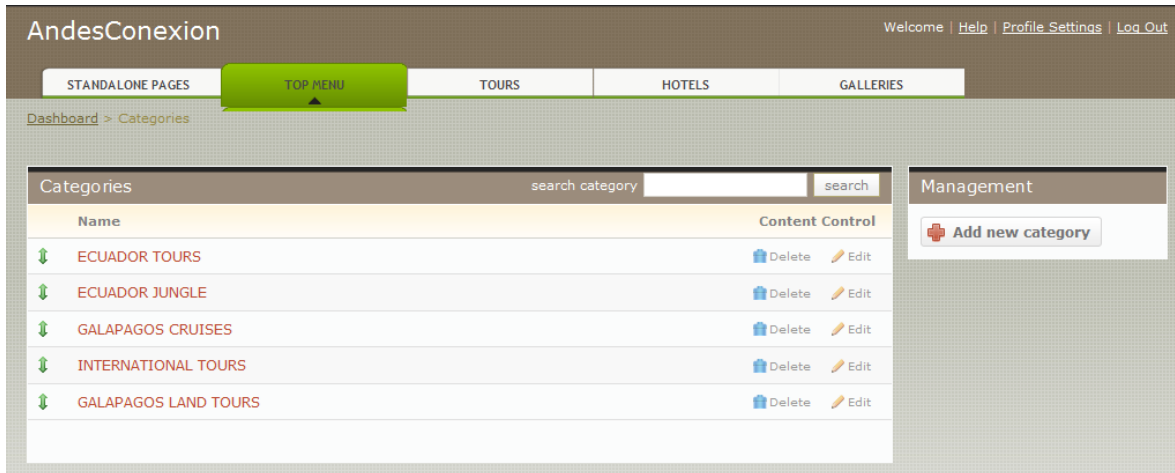 AndesConexion
Welcome | Help | Profile Settings | Log Out
STANDALONE PAGES TOP MENU TOURS HOTELS GALLERIES
Dashboard > Categories
Categories search category search
Name Content Control
ECUADOR TOURS Delete Edit
ECUADOR JUNGLE Delete Edit
GALAPAGOS CRUISES Delete Edit
INTERNATIONAL TOURS Delete Edit
GALAPAGOS LAND TOURS Delete Edit
Management
Add new category